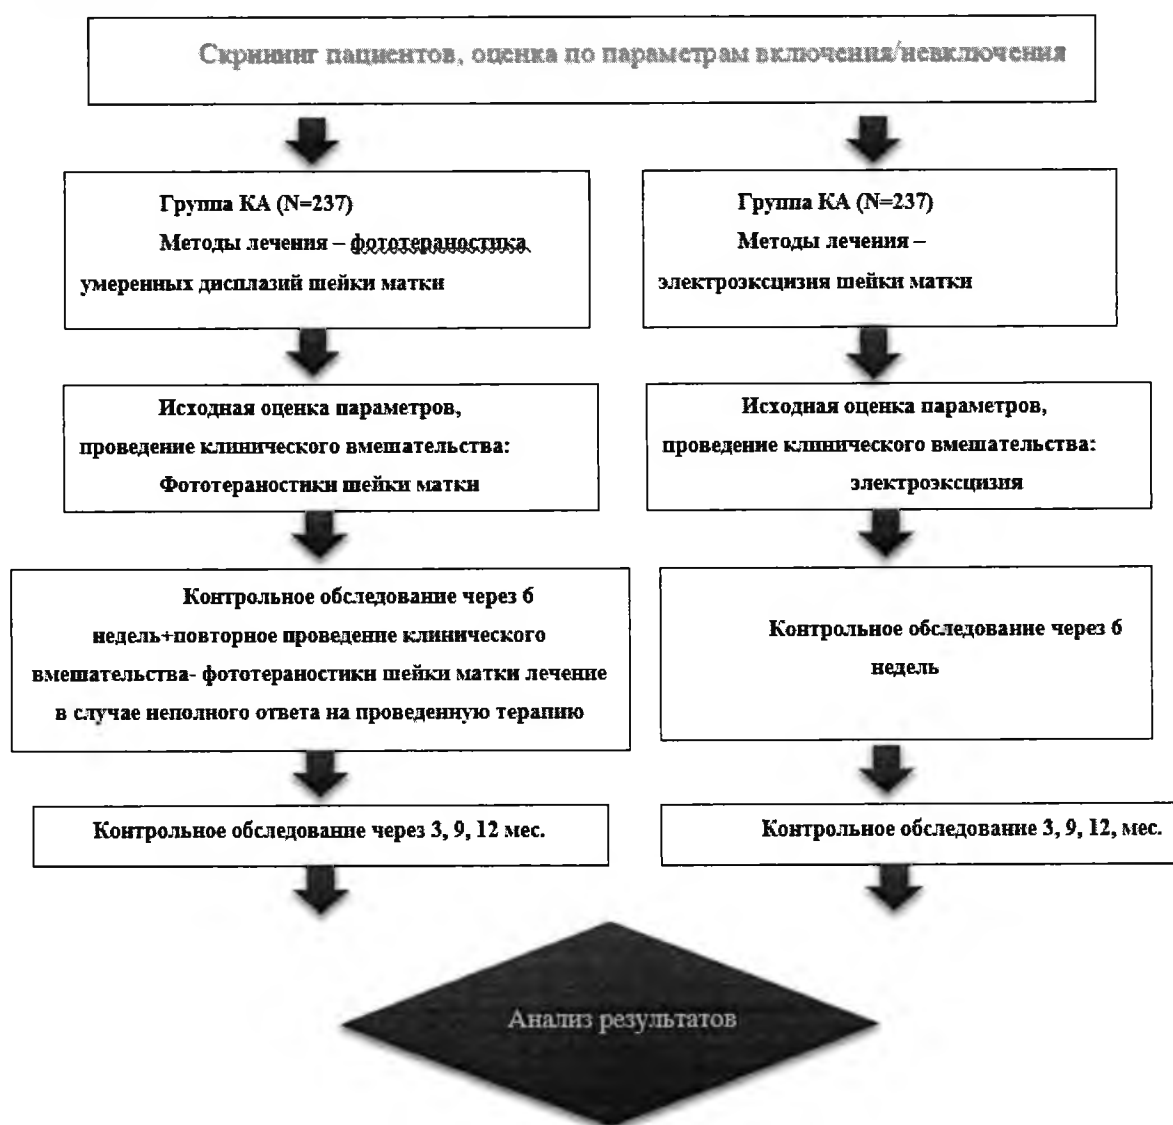 Скрининг пациентов, оценка по параметрам включения/невключения
Группа КА (N=237)
Методы лечения – фототераностика
умеренных дисплазий шейки матки
Группа КА (N=237)
Методы лечения –
электроэксцизия шейки матки
Исходная оценка параметров,
проведение клинического вмешательства:
Фототераностики шейки матки
Исходная оценка параметров,
проведение клинического вмешательства:
электроэксцизия
Контрольное обследование через 6
недель+повторное проведение клинического
вмешательства- фототераностики шейки матки лечение
в случае неполного ответа на проведенную терапию
Контрольное обследование через 6
недель
Контрольное обследование через 3, 9, 12 мес.
Контрольное обследование 3, 9, 12, мес.
Анализ результатов